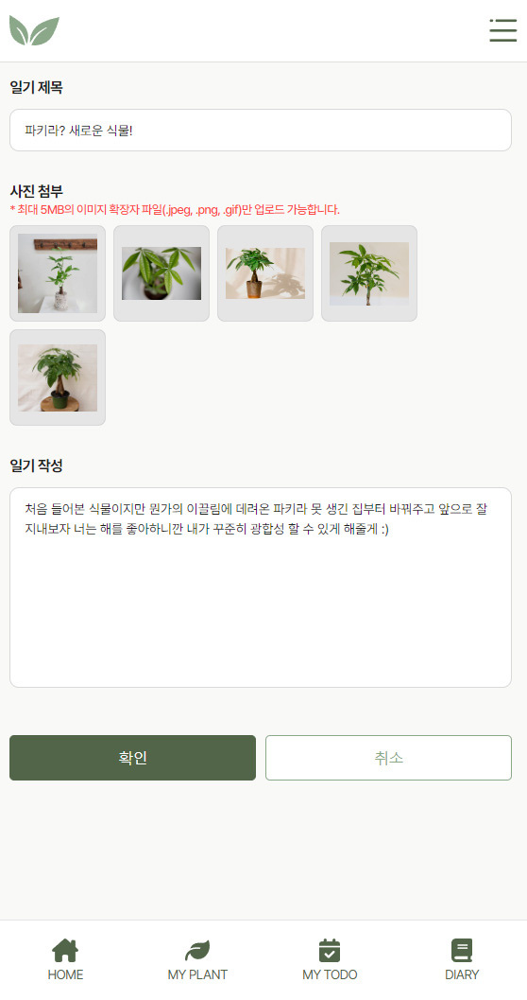 일기 제목
파키라? 새로운 식물!
사진 첨부
* 최대 5MB의 이미지 확장자 파일(.jpeg, .png, .gif)만 업로드 가능합니다.
일기 작성
처음 들어본 식물이지만 뭔가의 이끌림에 데려온 파키라 못 생긴 집부터 바꿔주고 앞으로 잘
지내보자 너는 해를 좋아하니깐 내가 꾸준히 광합성 할 수 있게 해줄게 :)
확인
취소
HOME
MY PLANT
MY TODO
DIARY